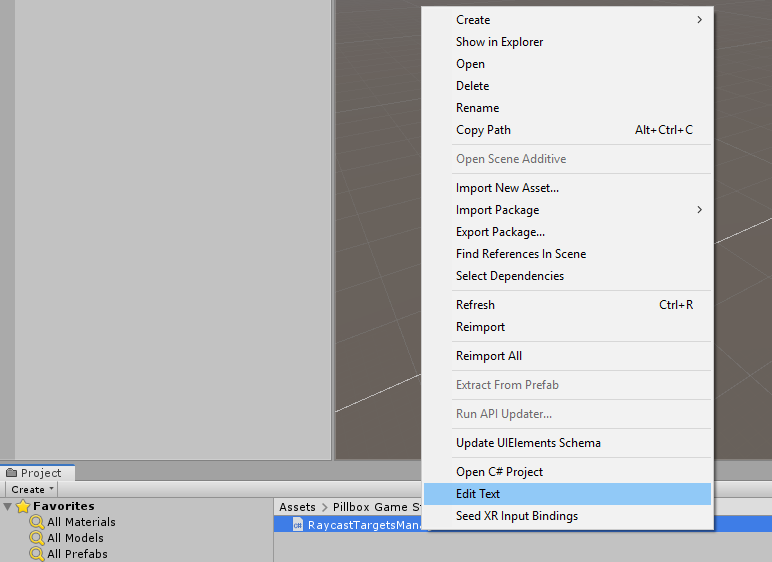 Create
Show in Explorer
Open
Delete
Rename
Copy Path Alt+Ctrl+C
Open Scene Additive
Import New Asset...
Import Package
Export Package...
Find References In Scene
Select Dependencies
Refresh Ctrl+R
Reimport
Reimport All
Extract From Prefab
Run API Updater...
Update UIElements Schema
Open C# Project
Edit Text
Seed XR Input Bindings
Project
Create
Favorites
All Materials
All Models
All Prefabs
Assets > Pillbox Game S
RaycastTargetsMan